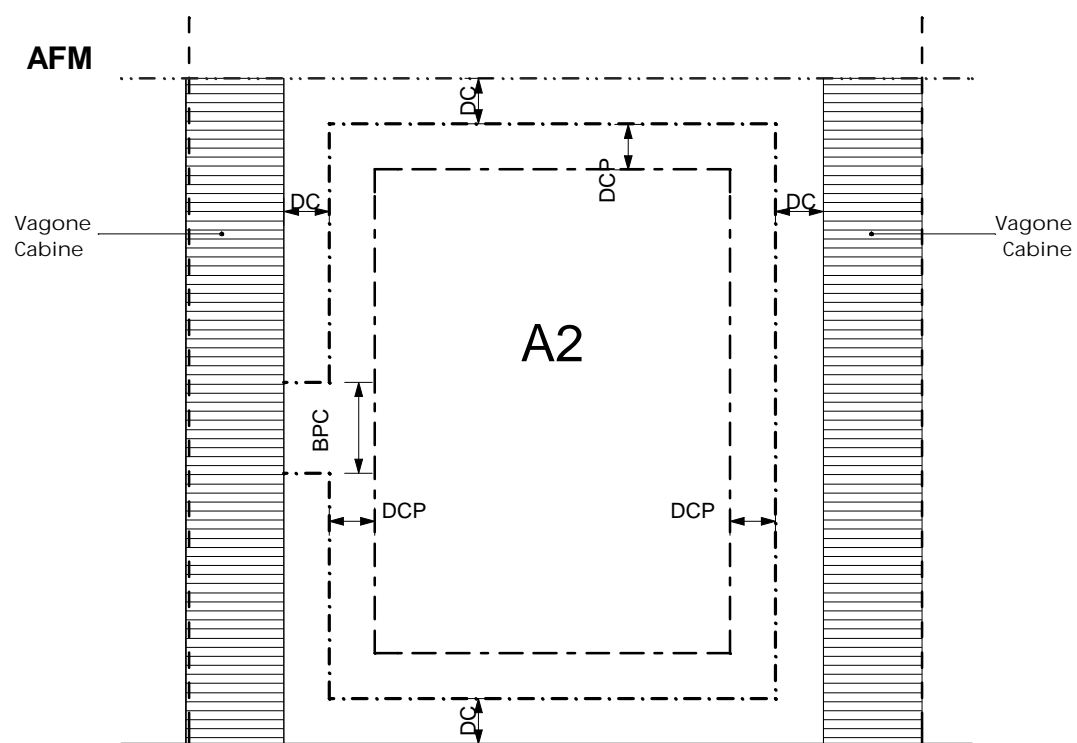 AFM
DC
DCP
DC
DC
Vagone
Cabine
Vagone
Cabine
A2
BPC
DCP
DCP
DC